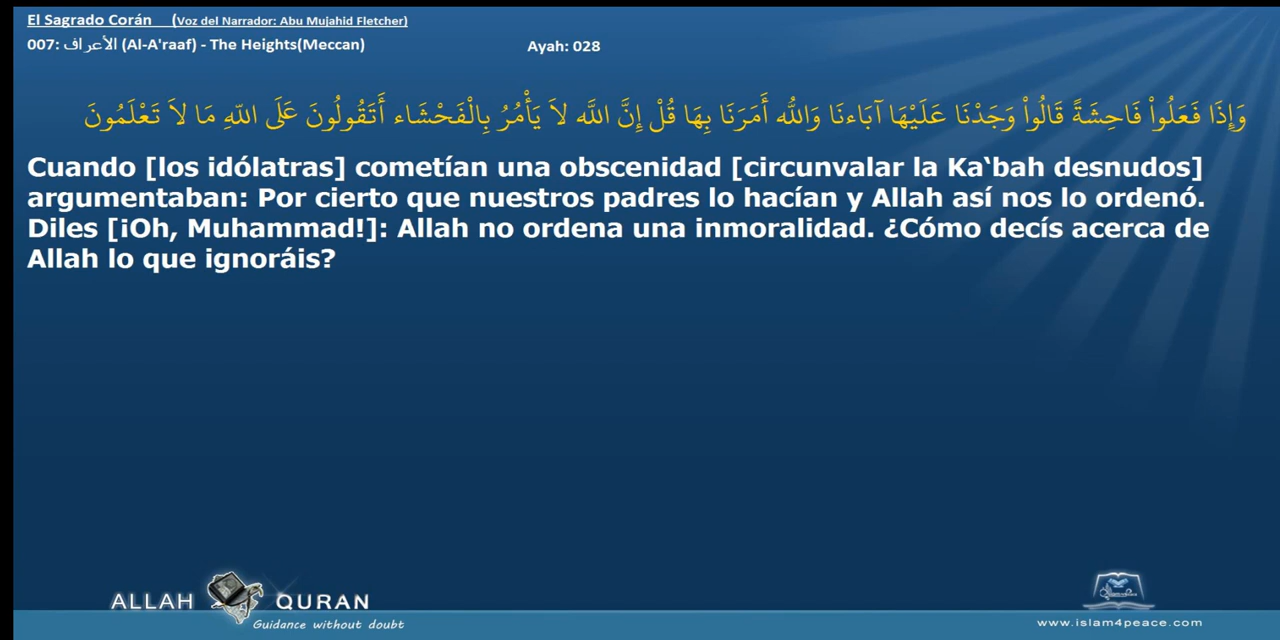 El Sagrado Corán (Voz del Narrador: Abu Mujahid Fletcher)
007: الأعراف (Al-A'raaf) - The Heights(Meccan) Ayah: 028
وَإِذَا فَعَلُواْ فَاحِشَةً قَالُواْ وَجَدْنَا عَلَيْهَا آبَاءنَا وَاللّهُ أَمَرَنَا بِهَا قُلْ إِنَّ اللّهَ لاَ يَأْمُرُ بِالْفَحْشَاء أَتَقُولُونَ عَلَى اللّهِ مَا لاَ تَعْلَمُونَ
Cuando [los idólatras] cometían una obscenidad [circunvalar la Ka‘bah desnudos]
argumentaban: Por cierto que nuestros padres lo hacían y Allah así nos lo ordenó.
Diles [¡Oh, Muhammad!]: Allah no ordena una inmoralidad. ¿Cómo decís acerca de
Allah lo que ignoráis?
ALLAH QURAN
Guidance without doubt
www.islam4peace.com